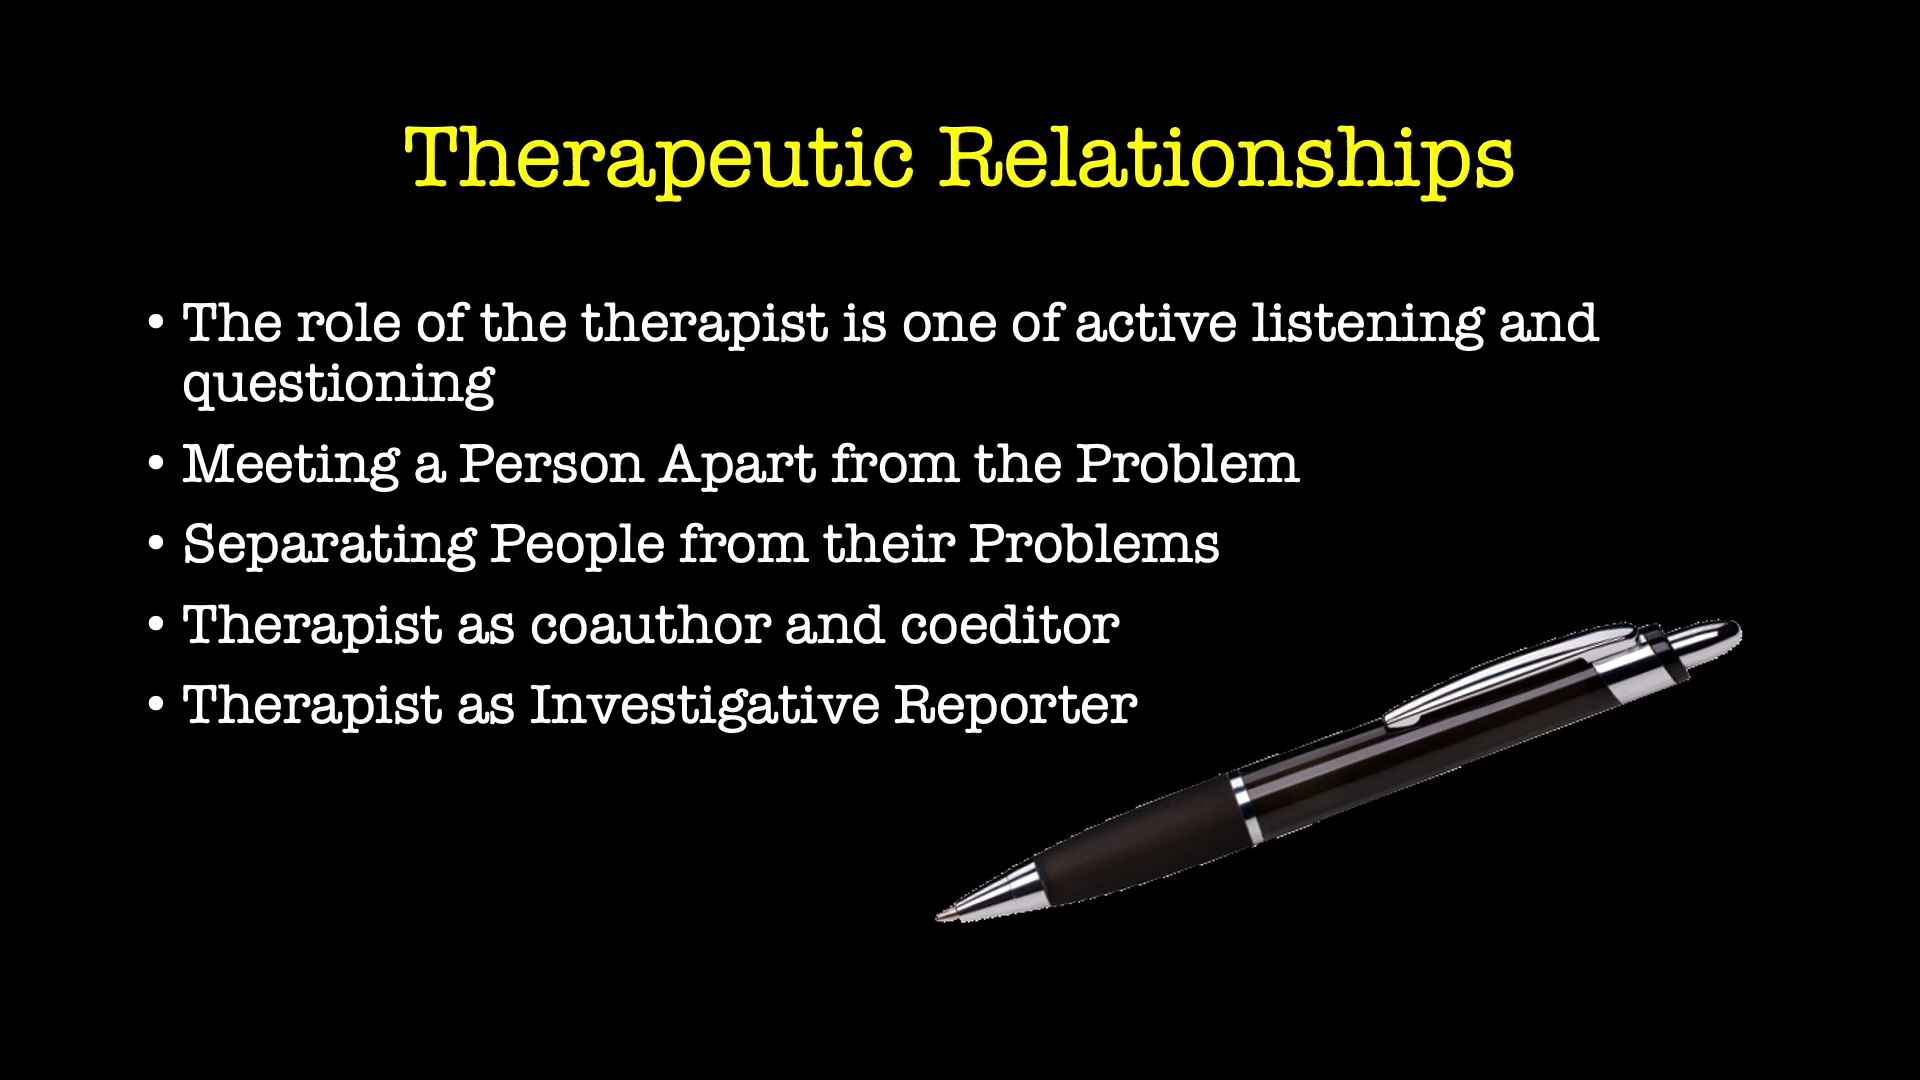 Therapeutic Relationships
• The role of the therapist is one of active listening and
questioning
• Meeting a Person Apart from the Problem
• Separating People from their Problems
• Therapist as coauthor and coeditor
• Therapist as Investigative Reporter